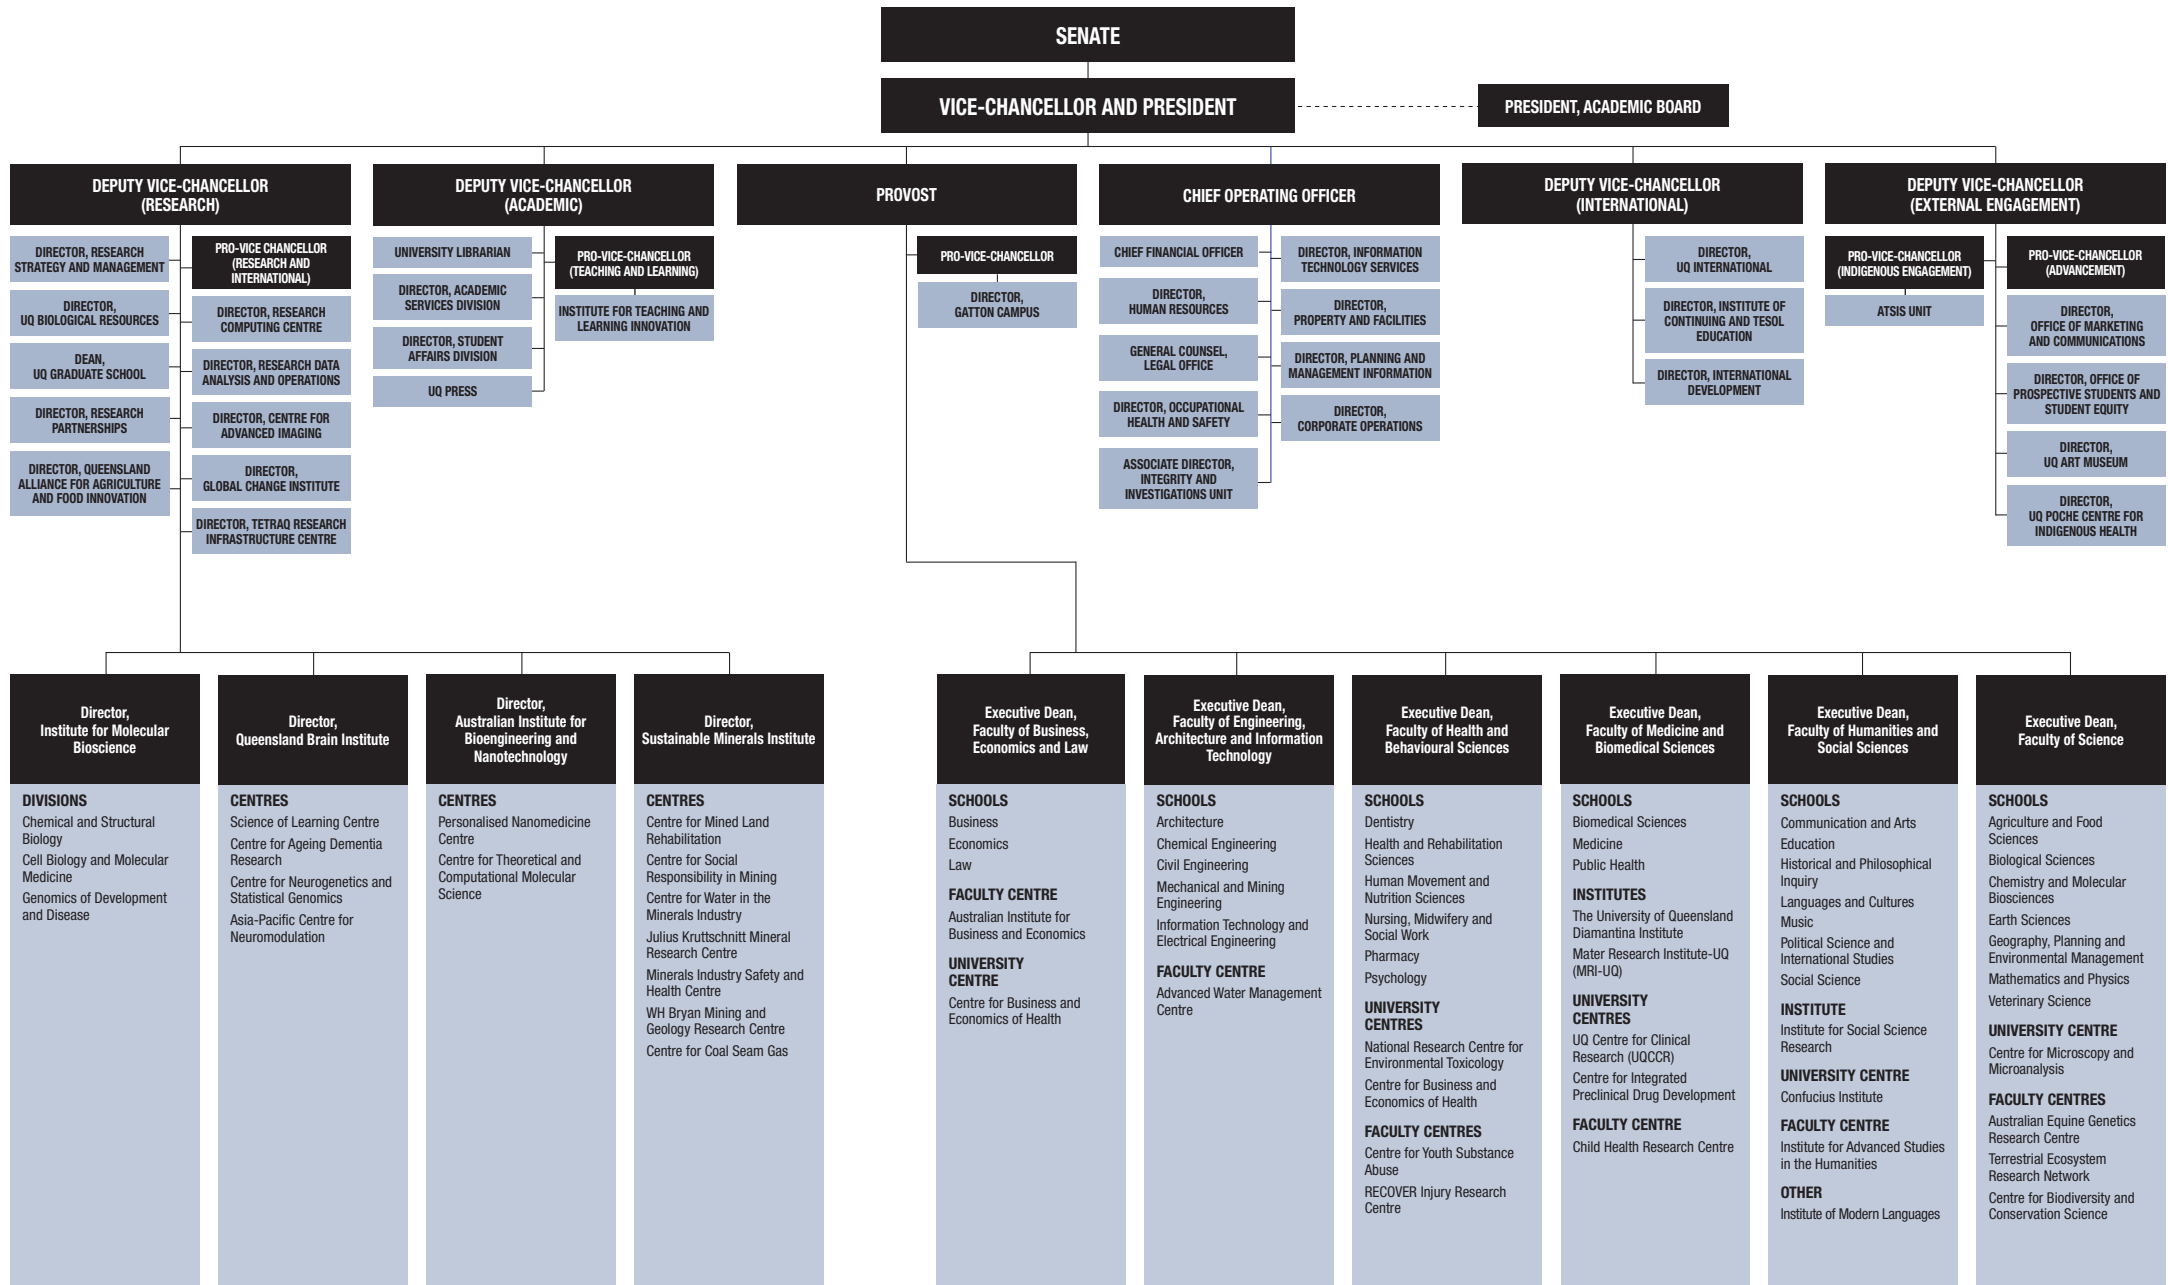 SENATE
VICE-CHANCELLOR AND PRESIDENT
PRESIDENT, ACADEMIC BOARD
DEPUTY VICE-CHANCELLOR
(RESEARCH)
DIRECTOR, RESEARCH
STRATEGY AND MANAGEMENT
DIRECTOR,
UQ BIOLOGICAL RESOURCES
DEAN,
UQ GRADUATE SCHOOL
DIRECTOR, RESEARCH
PARTNERSHIPS
DIRECTOR, QUEENSLAND
ALLIANCE FOR AGRICULTURE
AND FOOD INNOVATION
PRO-VICE CHANCELLOR
(RESEARCH AND
INTERNATIONAL)
DIRECTOR, RESEARCH
COMPUTING CENTRE
DIRECTOR, RESEARCH DATA
ANALYSIS AND OPERATIONS
DIRECTOR, CENTRE FOR
ADVANCED IMAGING
DIRECTOR,
GLOBAL CHANGE INSTITUTE
DIRECTOR, TETRAQ RESEARCH
INFRASTRUCTURE CENTRE
DEPUTY VICE-CHANCELLOR
(ACADEMIC)
UNIVERSITY LIBRARIAN
DIRECTOR, ACADEMIC
SERVICES DIVISION
DIRECTOR, STUDENT
AFFAIRS DIVISION
UQ PRESS
PRO-VICE-CHANCELLOR
(TEACHING AND LEARNING)
INSTITUTE FOR TEACHING AND
LEARNING INNOVATION
PROVOST
PRO-VICE-CHANCELLOR
DIRECTOR,
GATTON CAMPUS
CHIEF OPERATING OFFICER
CHIEF FINANCIAL OFFICER
DIRECTOR,
HUMAN RESOURCES
GENERAL COUNSEL,
LEGAL OFFICE
DIRECTOR, OCCUPATIONAL
HEALTH AND SAFETY
ASSOCIATE DIRECTOR,
INTEGRITY AND
INVESTIGATIONS UNIT
DIRECTOR, INFORMATION
TECHNOLOGY SERVICES
DIRECTOR,
PROPERTY AND FACILITIES
DIRECTOR, PLANNING AND
MANAGEMENT INFORMATION
DIRECTOR,
CORPORATE OPERATIONS
DEPUTY VICE-CHANCELLOR
(INTERNATIONAL)
DIRECTOR,
UQ INTERNATIONAL
DIRECTOR, INSTITUTE OF
CONTINUING AND TESOL
EDUCATION
DIRECTOR, INTERNATIONAL
DEVELOPMENT
DEPUTY VICE-CHANCELLOR
(EXTERNAL ENGAGEMENT)
PRO-VICE-CHANCELLOR
(INDIGENOUS ENGAGEMENT)
ATSIS UNIT
PRO-VICE-CHANCELLOR
(ADVANCEMENT)
DIRECTOR,
OFFICE OF MARKETING
AND COMMUNICATIONS
DIRECTOR, OFFICE OF
PROSPECTIVE STUDENTS AND
STUDENT EQUITY
DIRECTOR,
UQ ART MUSEUM
DIRECTOR,
UQ POCHE CENTRE FOR
INDIGENOUS HEALTH
Director,
Institute for Molecular
Bioscience
DIVISIONS
Chemical and Structural
Biology
Cell Biology and Molecular
Medicine
Genomics of Development
and Disease
Director,
Queensland Brain Institute
CENTRES
Science of Learning Centre
Centre for Ageing Dementia
Research
Centre for Neurogenetics and
Statistical Genomics
Asia-Pacific Centre for
Neuromodulation
Director,
Australian Institute for
Bioengineering and
Nanotechnology
CENTRES
Personalised Nanomedicine
Centre
Centre for Theoretical and
Computational Molecular
Science
Director,
Sustainable Minerals Institute
CENTRES
Centre for Mined Land
Rehabilitation
Centre for Social
Responsibility in Mining
Centre for Water in the
Minerals Industry
Julius Kruttschnitt Mineral
Research Centre
Minerals Industry Safety and
Health Centre
WH Bryan Mining and
Geology Research Centre
Centre for Coal Seam Gas
Executive Dean,
Faculty of Business,
Economics and Law
SCHOOLS
Business
Economics
Law
FACULTY CENTRE
Australian Institute for
Business and Economics
UNIVERSITY
CENTRE
Centre for Business and
Economics of Health
Executive Dean,
Faculty of Engineering,
Architecture and Information
Technology
SCHOOLS
Architecture
Chemical Engineering
Civil Engineering
Mechanical and Mining
Engineering
Information Technology and
Electrical Engineering
FACULTY CENTRE
Advanced Water Management
Centre
Executive Dean,
Faculty of Health and
Behavioural Sciences
SCHOOLS
Dentistry
Health and Rehabilitation
Sciences
Human Movement and
Nutrition Sciences
Nursing, Midwifery and
Social Work
Pharmacy
Psychology
UNIVERSITY
CENTRES
National Research Centre for
Environmental Toxicology
Centre for Business and
Economics of Health
FACULTY CENTRES
Centre for Youth Substance
Abuse
RECOVER Injury Research
Centre
Executive Dean,
Faculty of Medicine and
Biomedical Sciences
SCHOOLS
Biomedical Sciences
Medicine
Public Health
INSTITUTES
The University of Queensland
Diamantina Institute
Mater Research Institute-UQ
(MRI-UQ)
UNIVERSITY
CENTRES
UQ Centre for Clinical
Research (UQCCR)
Centre for Integrated
Preclinical Drug Development
FACULTY CENTRE
Child Health Research Centre
Executive Dean,
Faculty of Humanities and
Social Sciences
SCHOOLS
Communication and Arts
Education
Historical and Philosophical
Inquiry
Languages and Cultures
Music
Political Science and
International Studies
Social Science
INSTITUTE
Institute for Social Science
Research
UNIVERSITY CENTRE
Confucius Institute
FACULTY CENTRE
Institute for Advanced Studies
in the Humanities
OTHER
Institute of Modern Languages
Executive Dean,
Faculty of Science
SCHOOLS
Agriculture and Food
Sciences
Biological Sciences
Chemistry and Molecular
Biosciences
Earth Sciences
Geography, Planning and
Environmental Management
Mathematics and Physics
Veterinary Science
UNIVERSITY CENTRE
Centre for Microscopy and
Microanalysis
FACULTY CENTRES
Australian Equine Genetics
Research Centre
Terrestrial Ecosystem
Research Network
Centre for Biodiversity and
Conservation Science